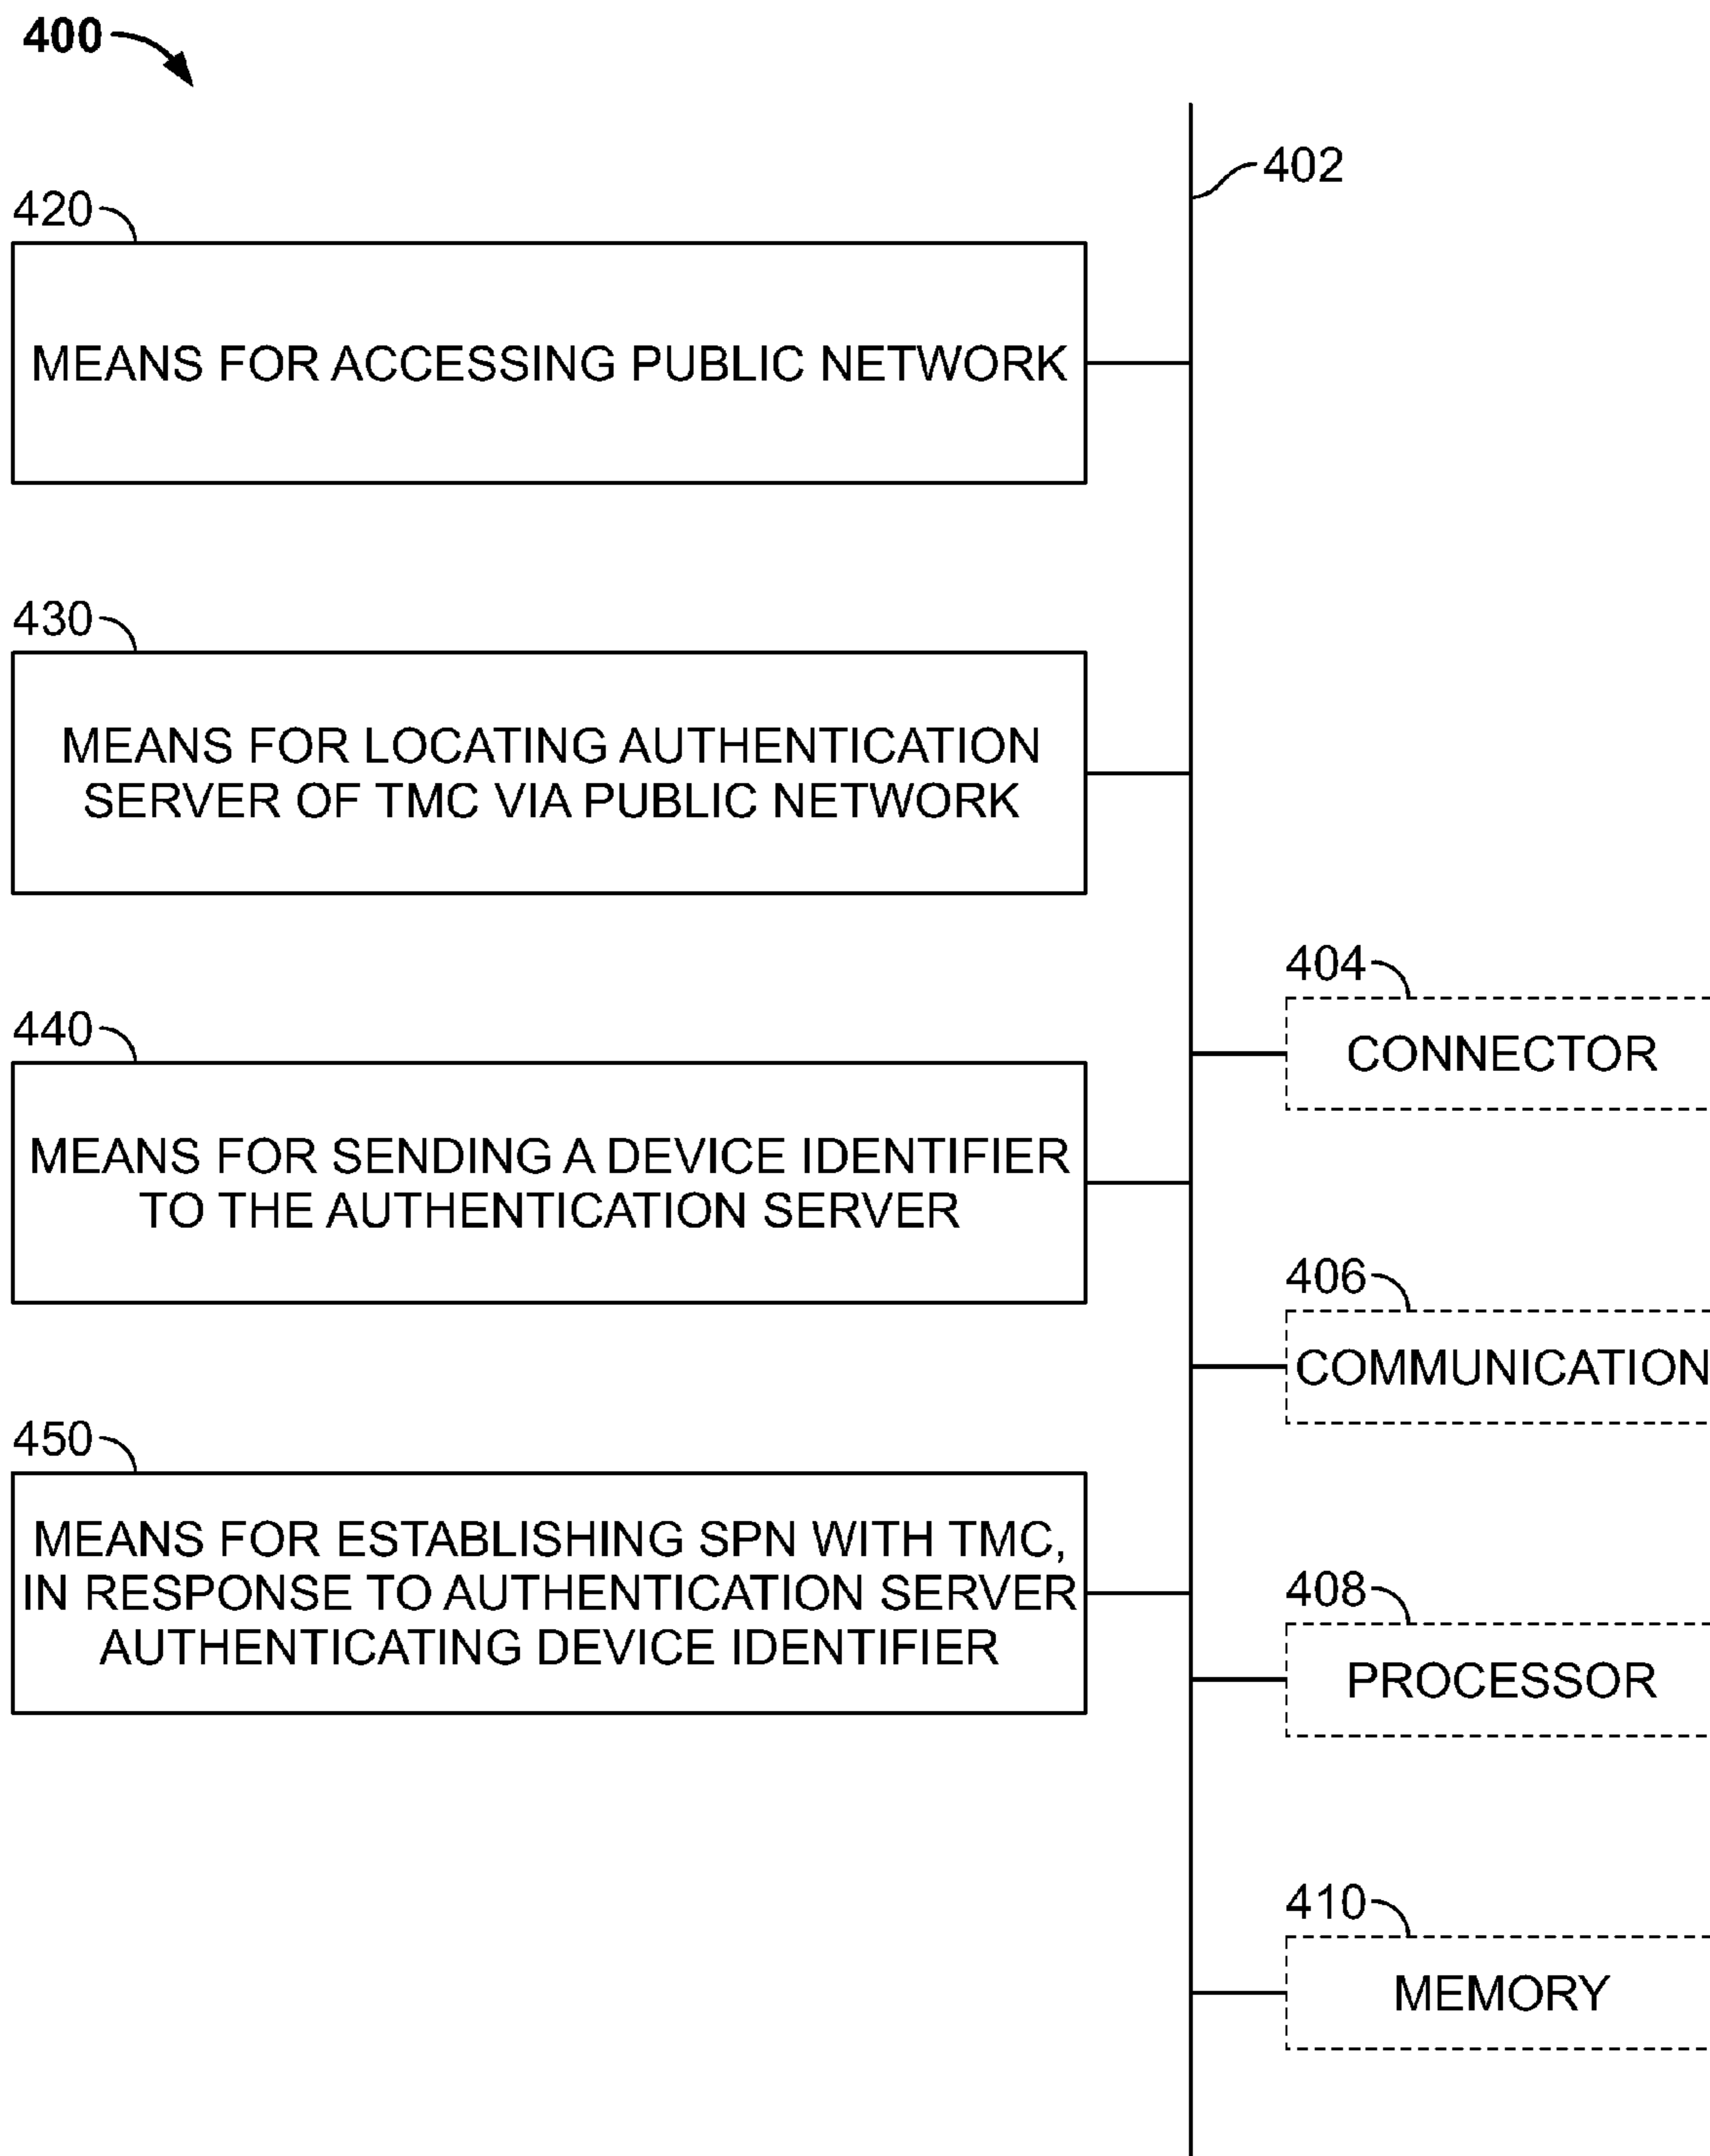 400
402
420
MEANS FOR ACCESSING PUBLIC NETWORK
430
MEANS FOR LOCATING AUTHENTICATION
SERVER OF TMC VIA PUBLIC NETWORK
404
CONNECTOR
440
MEANS FOR SENDING A DEVICE IDENTIFIER
TO THE AUTHENTICATION SERVER
406
COMMUNICATION
450
MEANS FOR ESTABLISHING SPN WITH TMC,
IN RESPONSE TO AUTHENTICATION SERVER
AUTHENTICATING DEVICE IDENTIFIER
408
PROCESSOR
410
MEMORY